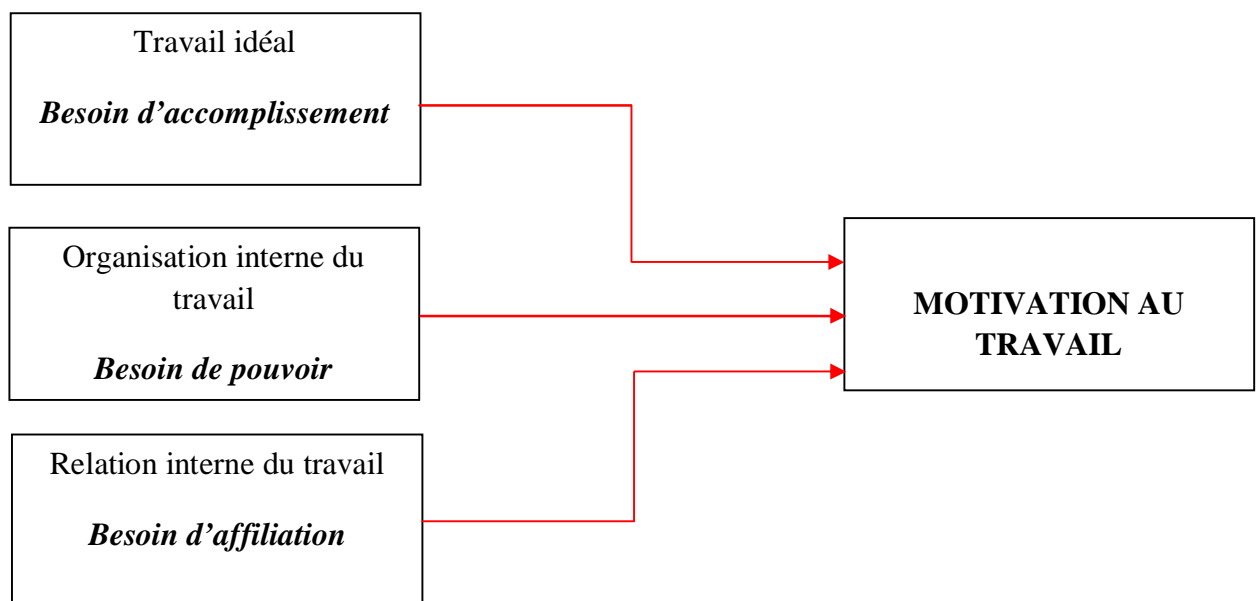 Travail idéal
Besoin d'accomplissement
Organisation interne du
travail
Besoin de pouvoir
Relation interne du travail
Besoin d'affiliation
MOTIVATION AU
TRAVAIL